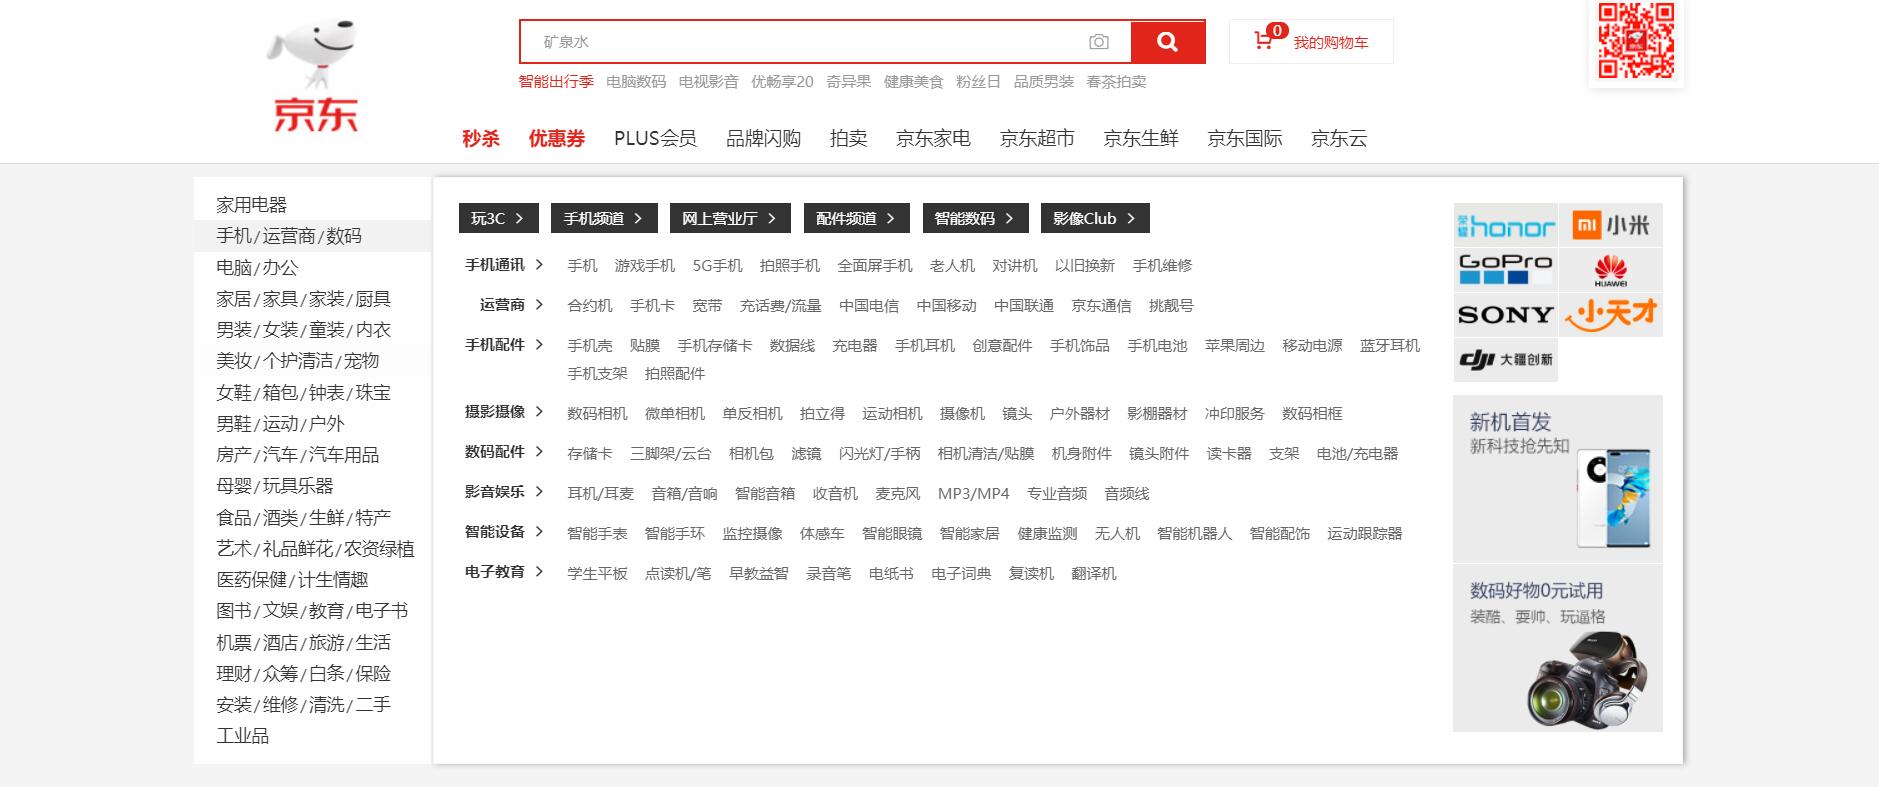 京东
矿泉水
0
我的购物车
智能出行季 电脑数码 电视影音 优畅享20 奇异果 健康美食 粉丝日 品质男装 春茶拍卖
秒杀 优惠券 PLUS会员 品牌闪购 拍卖 京东家电 京东超市 京东生鲜 京东国际 京东云
家用电器
手机/运营商/数码
电脑/办公
家居/家具/家装/厨具
男装/女装/童装/内衣
美妆/个护清洁/宠物
女鞋/箱包/钟表/珠宝
男鞋/运动/户外
房产/汽车/汽车用品
母婴/玩具乐器
食品/酒类/生鲜/特产
艺术/礼品鲜花/农资绿植
医药保健/计生情趣
图书/文娱/教育/电子书
机票/酒店/旅游/生活
理财/众筹/白条/保险
安装/维修/清洗/二手
工业品
玩3C > 手机频道 > 网上营业厅 > 配件频道 > 智能数码 > 影像Club >
手机通讯 > 手机 游戏手机 5G手机 拍照手机 全面屏手机 老人机 对讲机 以旧换新 手机维修
运营商 > 合约机 手机卡 宽带 充话费/流量 中国电信 中国移动 中国联通 京东通信 挑靓号
手机配件 > 手机壳 贴膜 手机存储卡 数据线 充电器 手机耳机 创意配件 手机饰品 手机电池 苹果周边 移动电源 蓝牙耳机
手机支架 拍照配件
摄影摄像 > 数码相机 微单相机 单反相机 拍立得 运动相机 摄像机 镜头 户外器材 影棚器材 冲印服务 数码相框
数码配件 > 存储卡 三脚架/云台 相机包 滤镜 闪光灯/手柄 相机清洁/贴膜 机身附件 镜头附件 读卡器 支架 电池/充电器
影音娱乐 > 耳机/耳麦 音箱/音响 智能音箱 收音机 麦克风 MP3/MP4 专业音频 音频线
智能设备 > 智能手表 智能手环 监控摄像 体感车 智能眼镜 智能家居 健康监测 无人机 智能机器人 智能配饰 运动跟踪器
电子教育 > 学生平板 点读机/笔 早教益智 录音笔 电纸书 电子词典 复读机 翻译机
荣耀honor
mi 小米
GoPro
HUAWEI
SONY
小天才
dji 大疆创新
新机首发
新科技抢先知
数码好物0元试用
装酷、耍帅、玩逼格